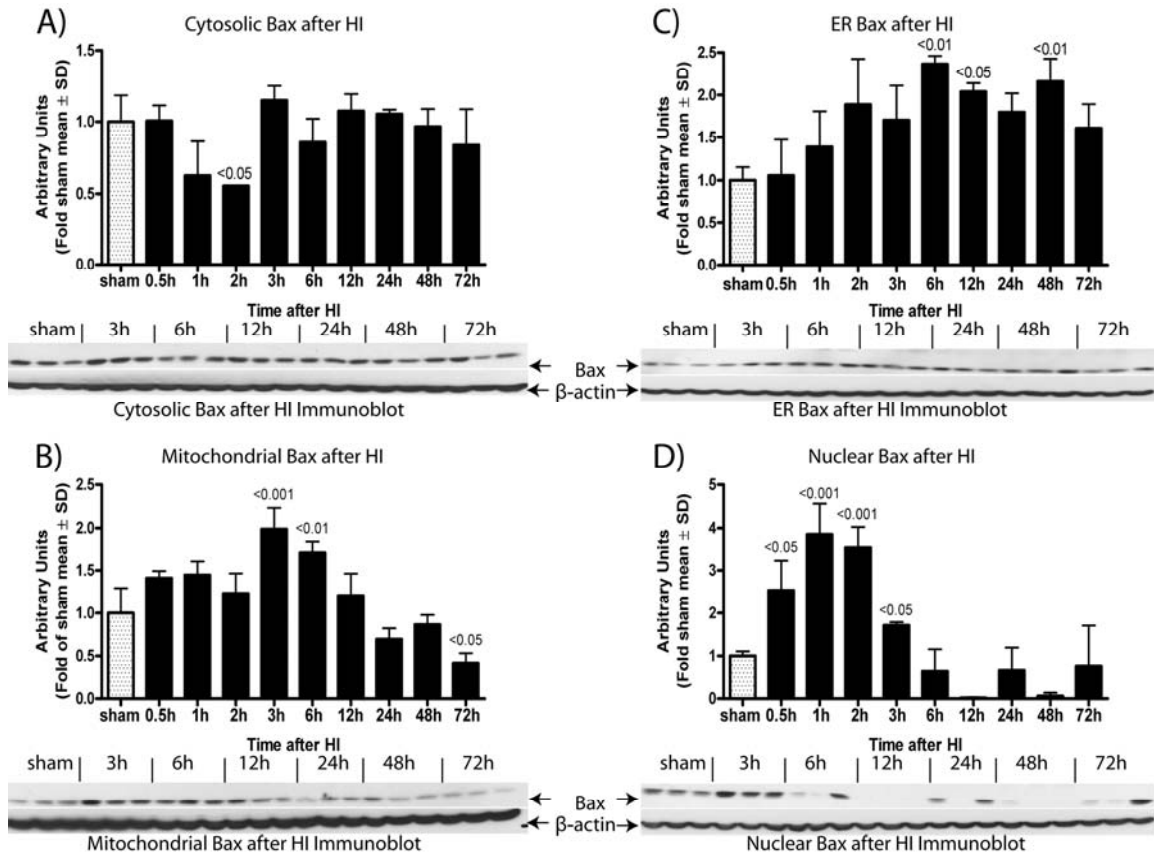 A)
Cytosolic Bax after HI
Arbitrary Units
(Fold sham mean ± SD)
1.5
1.0
0.5
0.0
<0.05
sham 0.5h 1h 2h 3h 6h 12h 24h 48h 72h
Time after HI
sham | 3h | 6h | 12h | 24h | 48h | 72h
Cytosolic Bax after HI Immunoblot
C)
ER Bax after HI
Arbitrary Units
(Fold sham mean ± SD)
2.5
2.0
1.5
1.0
0.5
0.0
<0.01
<0.05
<0.01
sham 0.5h 1h 2h 3h 6h 12h 24h 48h 72h
Time after HI
sham | 3h | 6h | 12h | 24h | 48h | 72h
Bax
β-actin
ER Bax after HI Immunoblot
B)
Mitochondrial Bax after HI
Arbitrary Units
(Fold of sham mean ± SD)
2.5
2.0
1.5
1.0
0.5
0.0
<0.001
<0.01
<0.05
sham 0.5h 1h 2h 3h 6h 12h 24h 48h 72h
Time after HI
sham | 3h | 6h | 12h | 24h | 48h | 72h
Mitochondrial Bax after HI Immunoblot
D)
Nuclear Bax after HI
Arbitrary Units
(Fold sham mean ± SD)
5
4
3
2
1
0
<0.05
<0.001
<0.001
<0.05
sham 0.5h 1h 2h 3h 6h 12h 24h 48h 72h
Time after HI
sham | 3h | 6h | 12h | 24h | 48h | 72h
Bax
β-actin
Nuclear Bax after HI Immunoblot